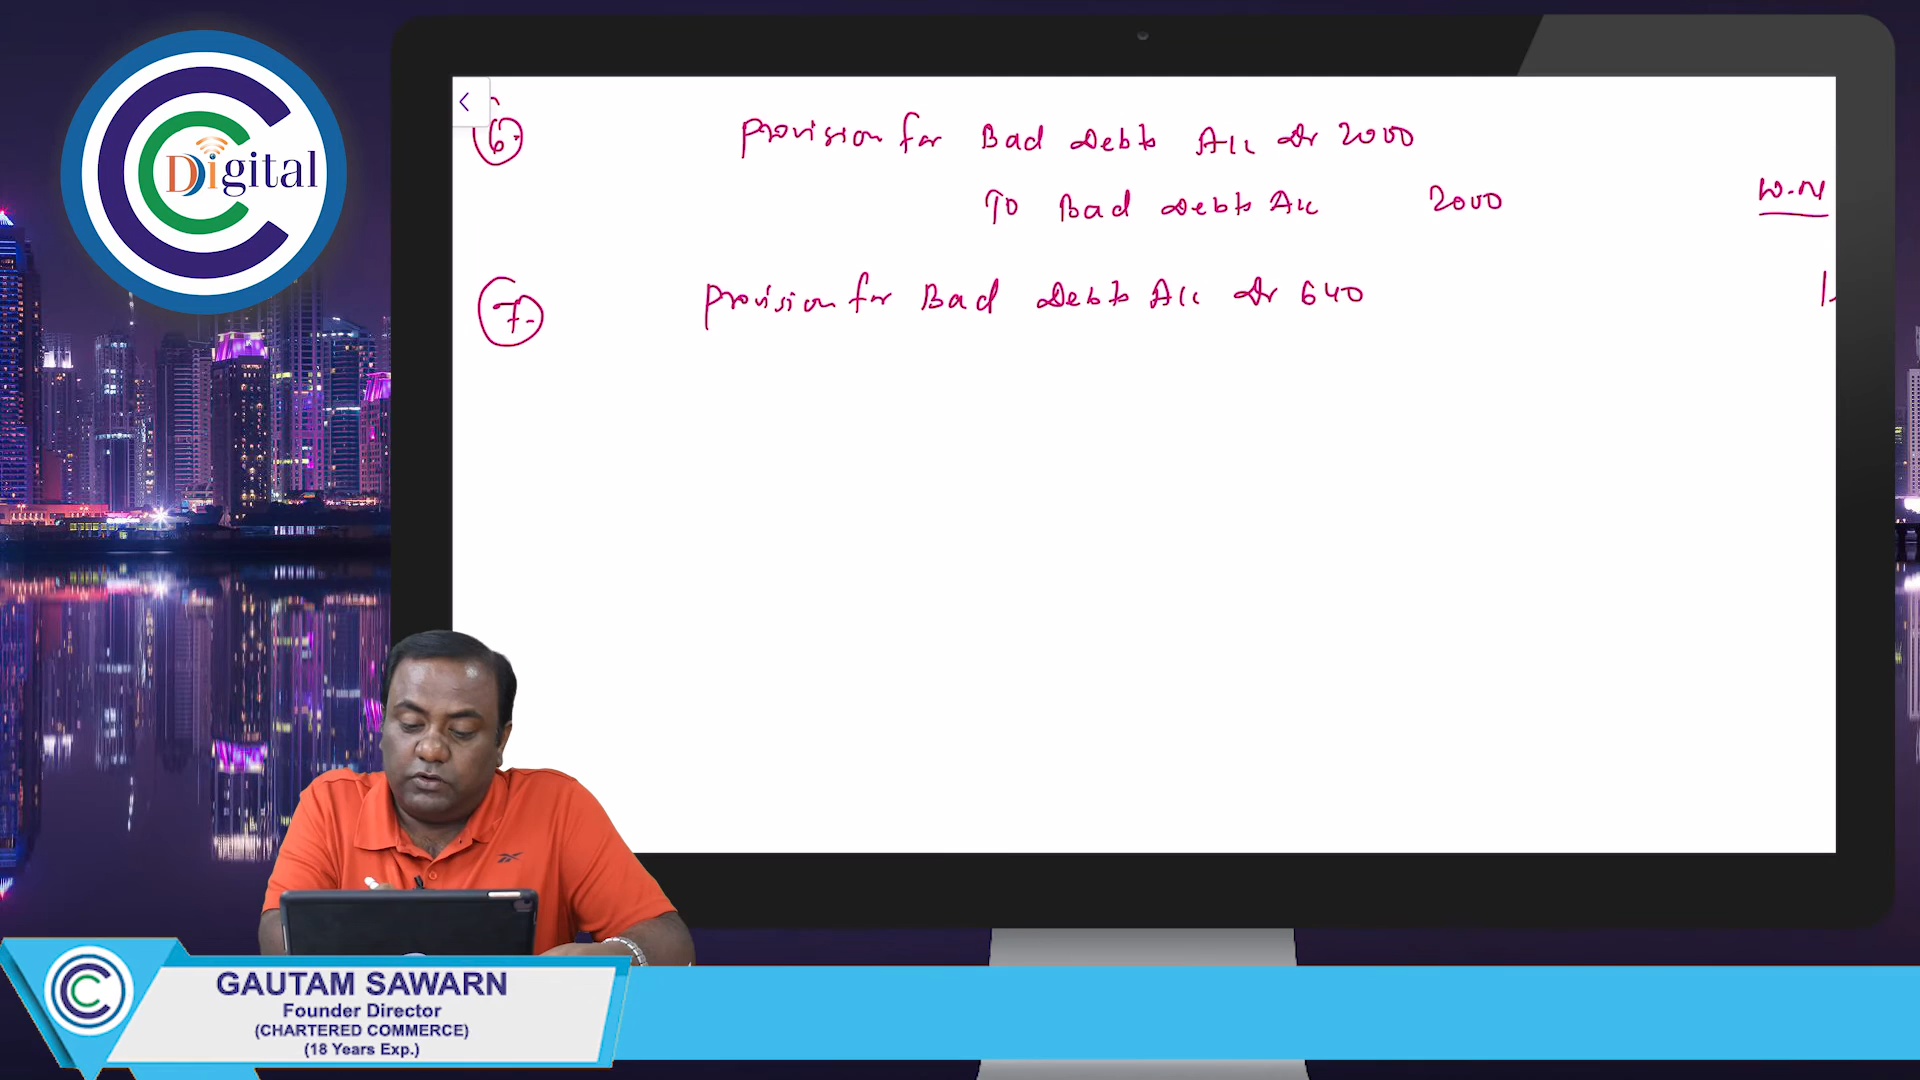 C Digital
<
6. Provision for Bad Debts A/c Dr 2000
To Bad Debts A/c 2000
W.N
7. Provision for Bad Debts A/c Dr 640
GAUTAM SAWARN
Founder Director
(CHARTERED COMMERCE)
(18 Years Exp.)